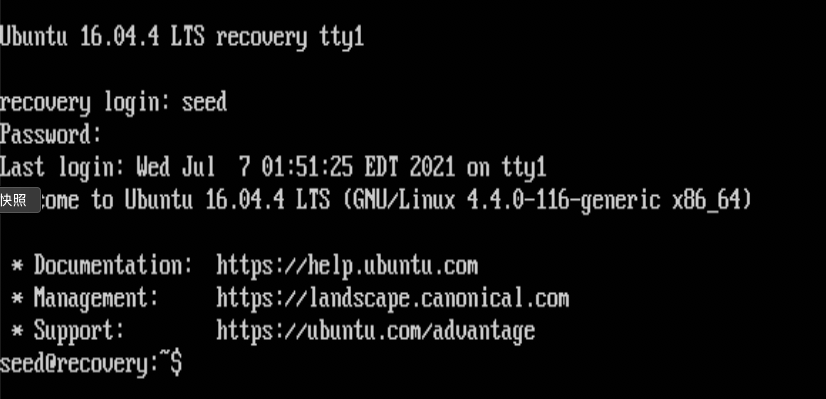 Ubuntu 16.04.4 LTS recovery tty1
recovery login: seed
Password:
Last login: Wed Jul  7 01:51:25 EDT 2021 on tty1
快照
come to Ubuntu 16.04.4 LTS (GNU/Linux 4.4.0-116-generic x86_64)
 * Documentation:  https://help.ubuntu.com
 * Management:     https://landscape.canonical.com
 * Support:        https://ubuntu.com/advantage
seed@recovery:~$